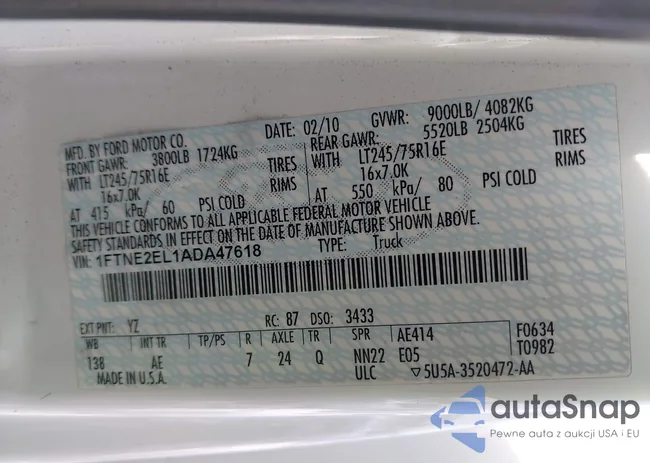 MFD. BY FORD MOTOR CO.
DATE: 02/10 GVWR: 9000LB/ 4082KG
FRONT GAWR: 3800LB 1724KG
REAR GAWR: 5520LB 2504KG
WITH LT245/75R16E TIRES
WITH LT245/75R16E TIRES
16x7.0K RIMS
16x7.0K RIMS
AT 415 kPa/ 60 PSI COLD
AT 550 kPa/ 80 PSI COLD
THIS VEHICLE CONFORMS TO ALL APPLICABLE FEDERAL MOTOR VEHICLE
SAFETY STANDARDS IN EFFECT ON THE DATE OF MANUFACTURE SHOWN ABOVE.
VIN: 1FTNE2EL1ADA47618 TYPE: Truck
EXT PNT: YZ RC: 87 DSO: 3433
WB INT TR TP/PS R AXLE TR SPR AE414 F0634
138 AE 7 24 Q NN22 E05 T0982
MADE IN U.S.A. ULC ▽5U5A-3520472-AA
autaSnap
Pewne auta z aukcji USA i EU